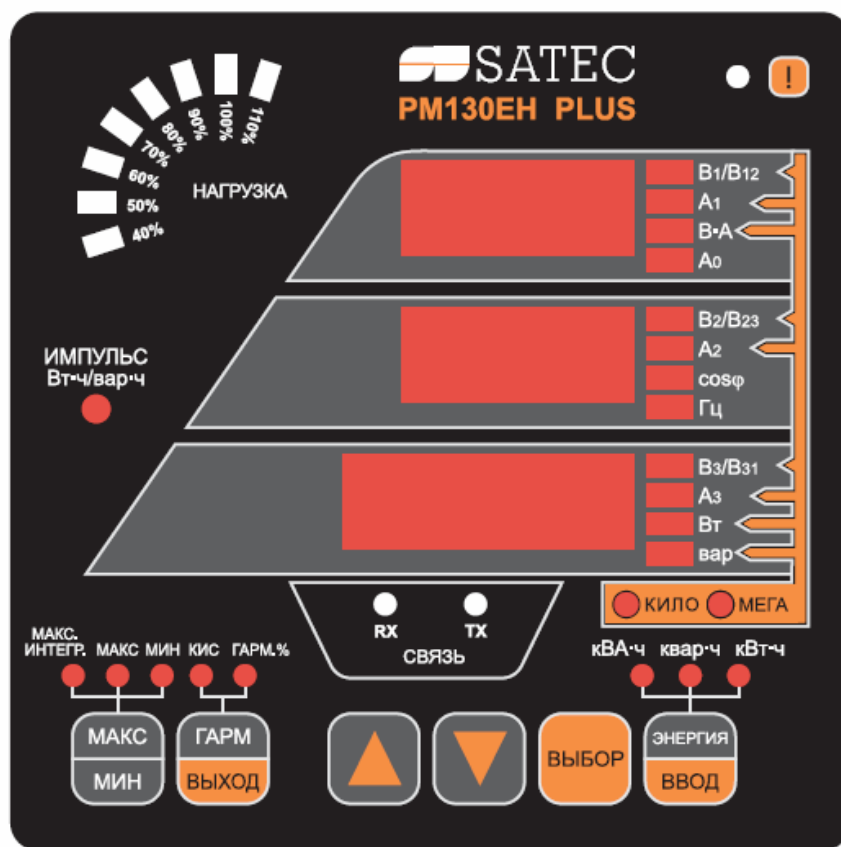 SATEC
PM130EH PLUS
!
110%
100%
90%
80%
70%
60%
50%
40%
НАГРУЗКА
В1/В12
А1
В•А
А0
В2/В23
А2
cosφ
Гц
ИМПУЛЬС
Вт•ч/вар•ч
В3/В31
А3
Вт
вар
КИЛО МЕГА
RX TX
СВЯЗЬ
МАКС.
ИНТЕГР. МАКС МИН КИС ГАРМ.%
кВА•ч квар•ч кВт-ч
МАКС
МИН
ГАРМ
ВЫХОД
ВЫБОР
ЭНЕРГИЯ
ВВОД